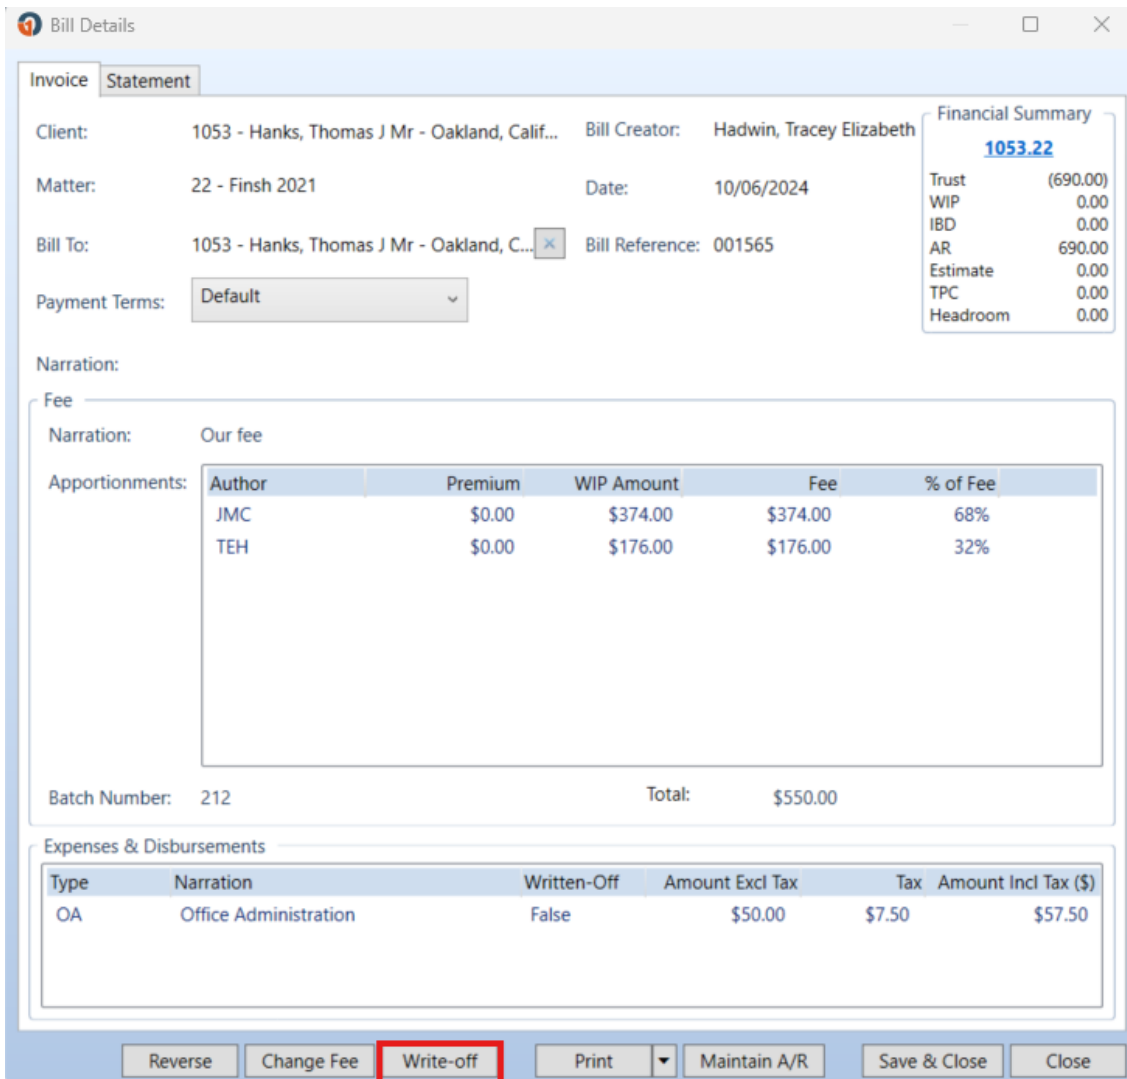 Bill Details
Invoice Statement
Client: 1053 - Hanks, Thomas J Mr - Oakland, Calif... Bill Creator: Hadwin, Tracey Elizabeth
Financial Summary
1053.22
Matter: 22 - Finsh 2021 Date: 10/06/2024
Trust (690.00)
WIP 0.00
IBD 0.00
AR 690.00
Estimate 0.00
TPC 0.00
Headroom 0.00
Bill To: 1053 - Hanks, Thomas J Mr - Oakland, C... Bill Reference: 001565
Payment Terms: Default
Narration:
Fee
Narration: Our fee
Apportionments:
Author Premium WIP Amount Fee % of Fee
JMC $0.00 $374.00 $374.00 68%
TEH $0.00 $176.00 $176.00 32%
Batch Number: 212 Total: $550.00
Expenses & Disbursements
Type Narration Written-Off Amount Excl Tax Tax Amount Incl Tax ($)
OA Office Administration False $50.00 $7.50 $57.50
Reverse Change Fee Write-off Print Maintain A/R Save & Close Close